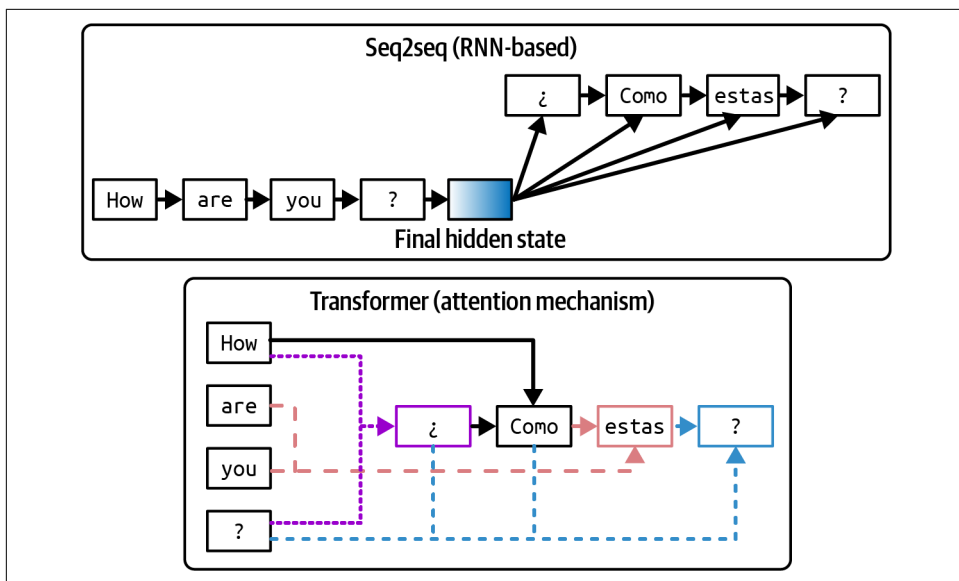 Seq2seq (RNN-based)
¿ Como estas ?
How are you ?
Final hidden state
Transformer (attention mechanism)
How
are
¿ Como estas ?
you
?